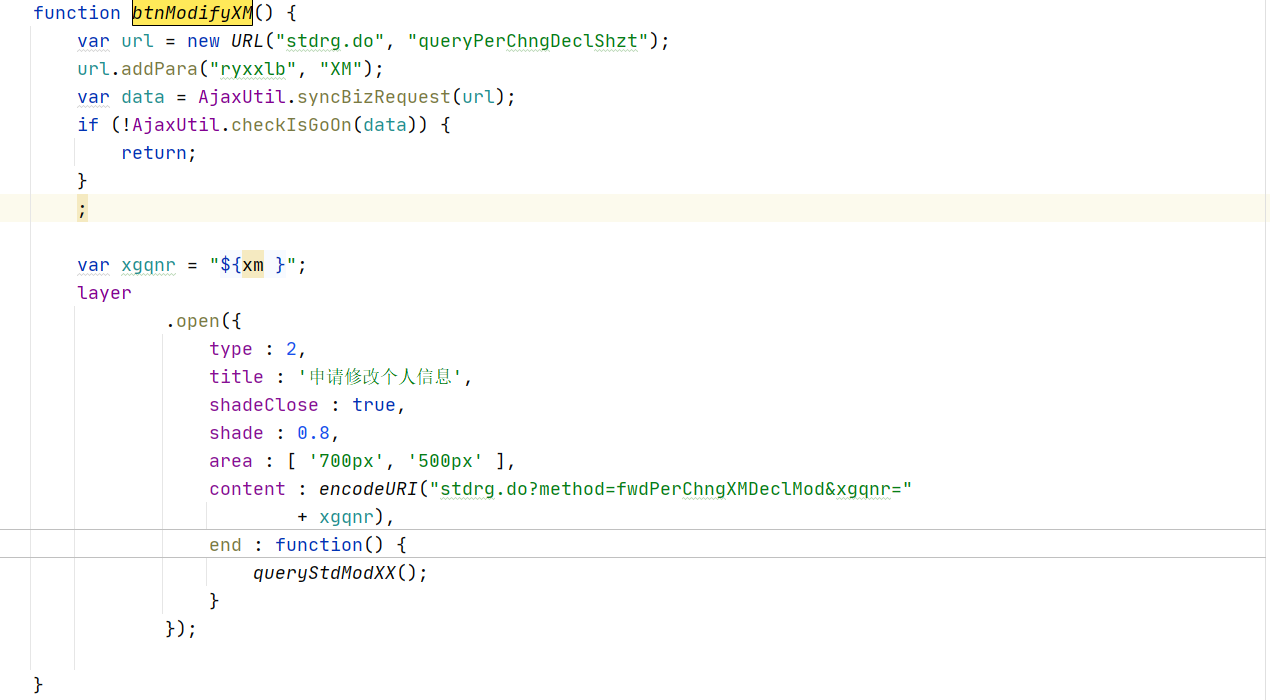 function btnModifyXM() {
    var url = new URL("stdrg.do", "queryPerChngDeclShzt");
    url.addPara("ryxxlb", "XM");
    var data = AjaxUtil.syncBizRequest(url);
    if (!AjaxUtil.checkIsGoOn(data)) {
        return;
    }
    ;
    var xgqnr = "${xm }";
    layer
            .open({
                type : 2,
                title : '申请修改个人信息',
                shadeClose : true,
                shade : 0.8,
                area : [ '700px', '500px' ],
                content : encodeURI("stdrg.do?method=fwdPerChngXMDeclMod&xgqnr="
                        + xgqnr),
                end : function() {
                    queryStdModXX();
                }
            });
}